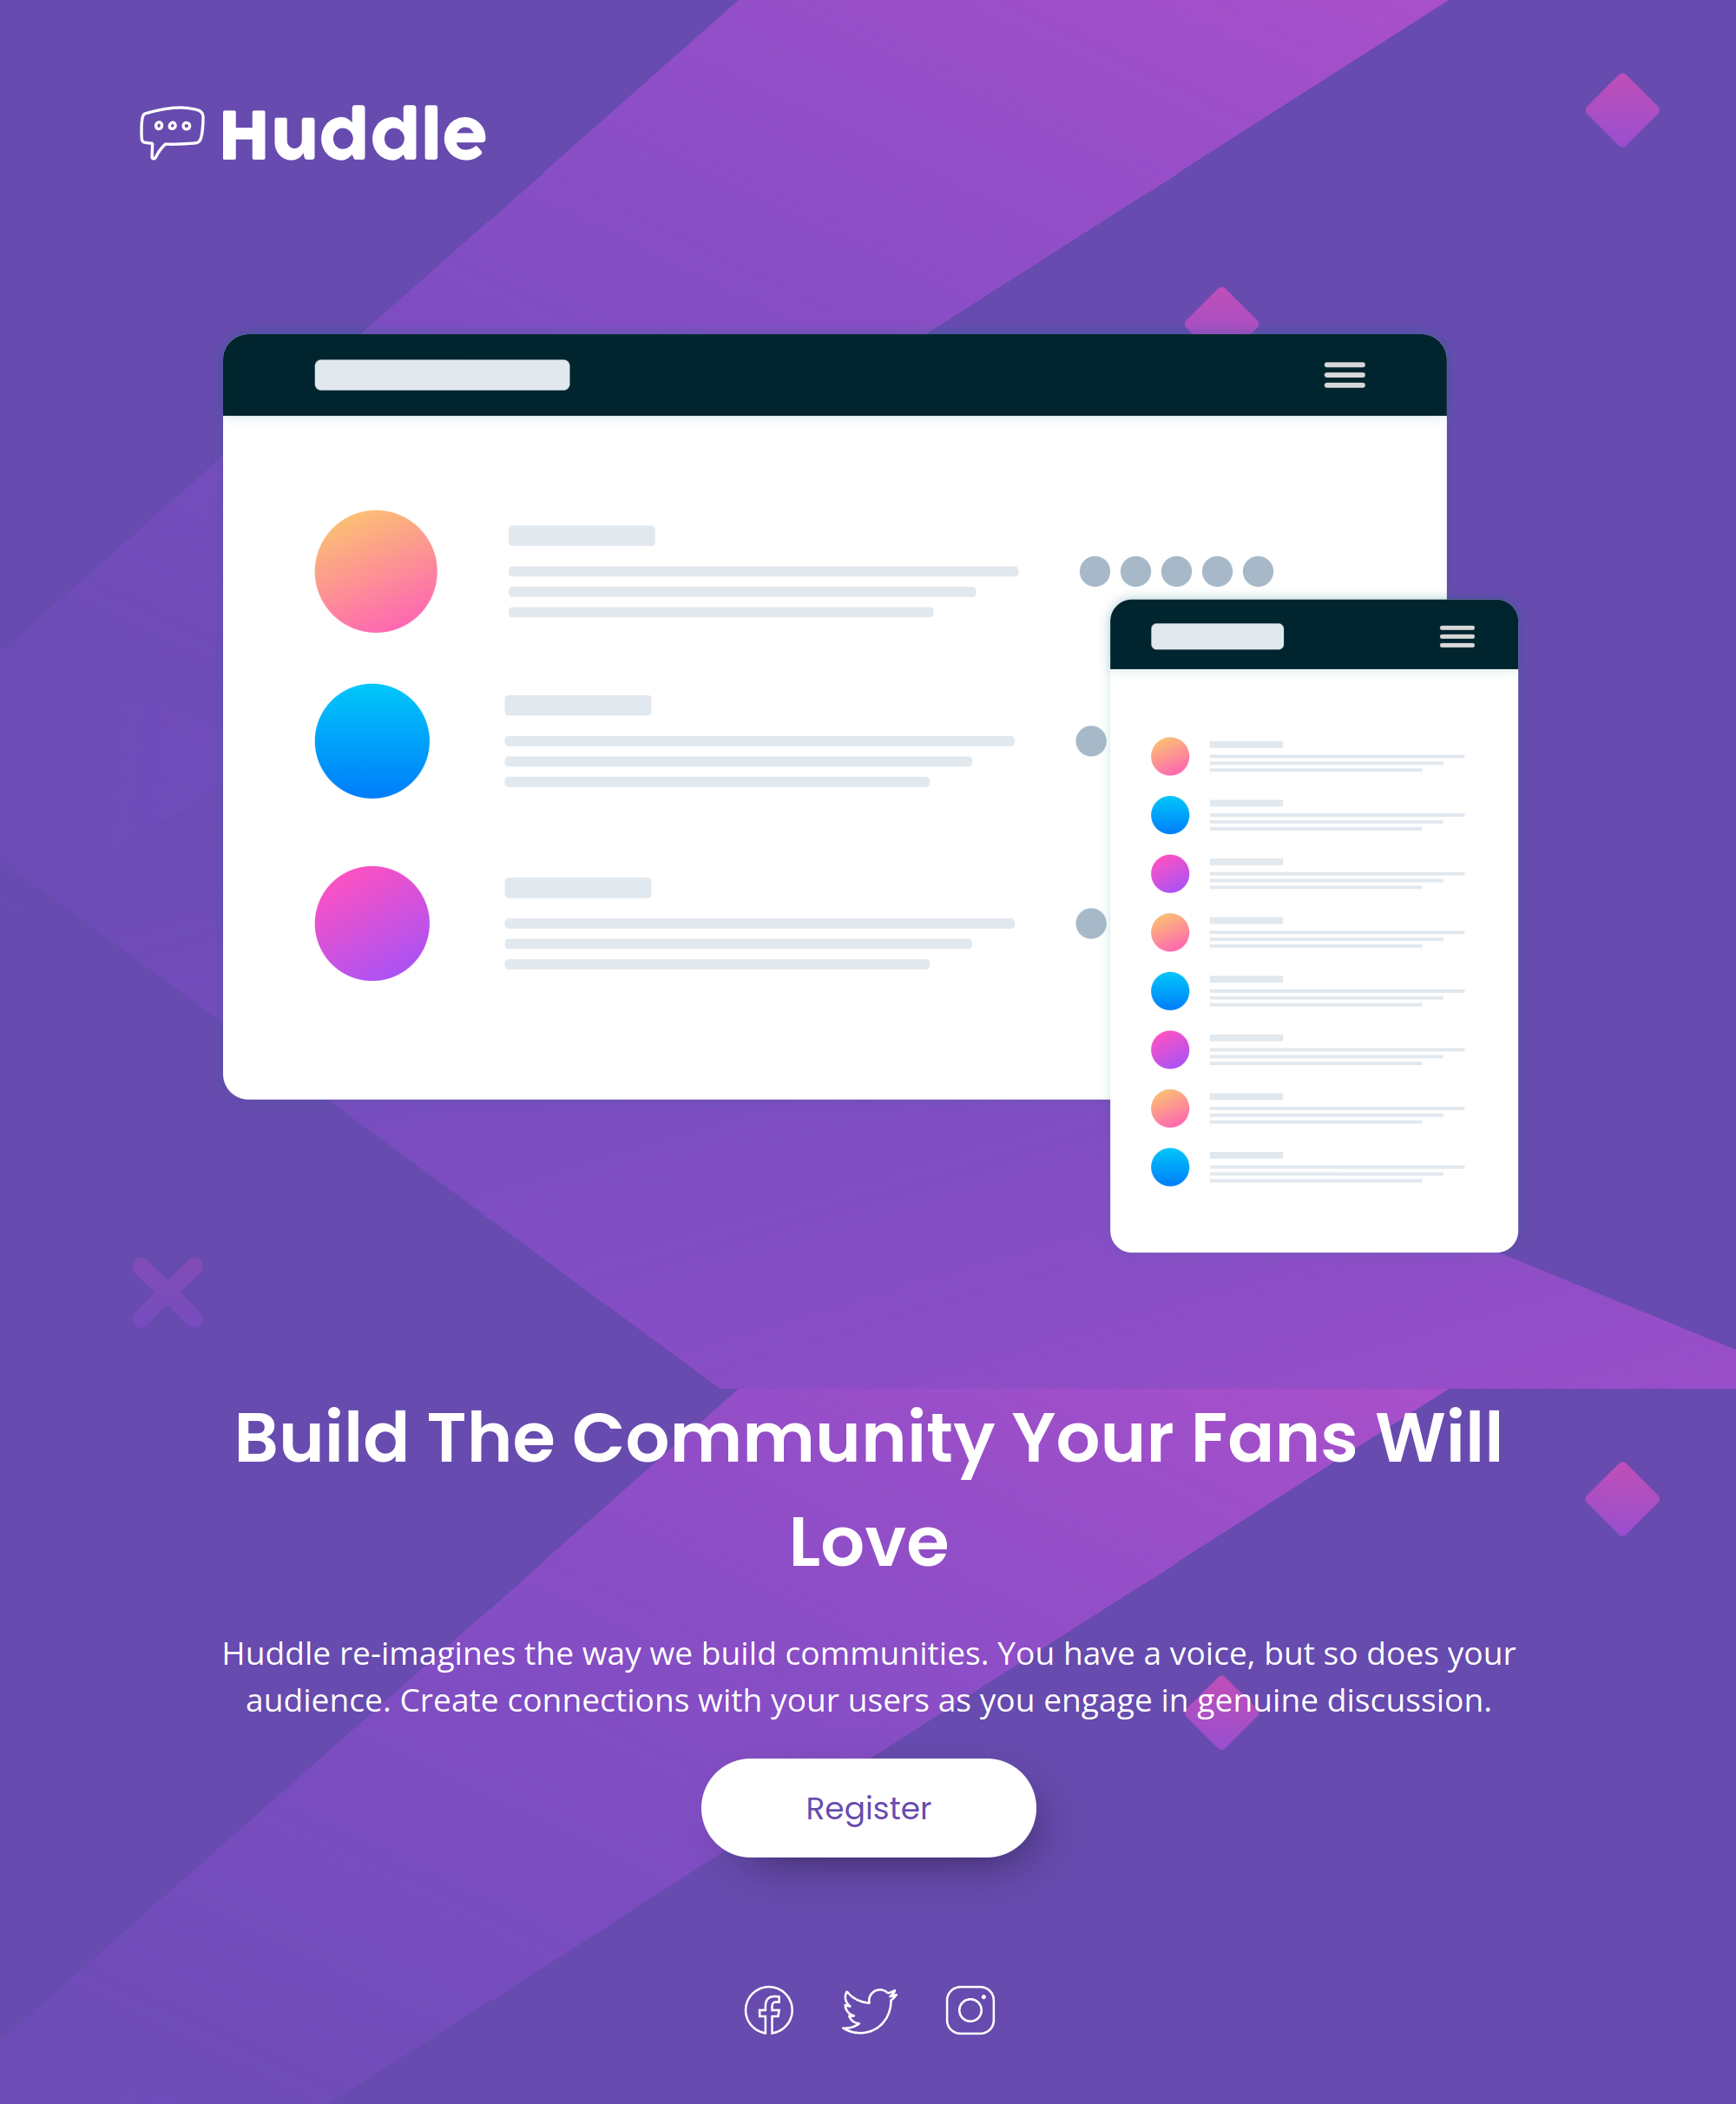 Huddle
Build The Community Your Fans Will
Love
Huddle re-imagines the way we build communities. You have a voice, but so does your
audience. Create connections with your users as you engage in genuine discussion.
Register